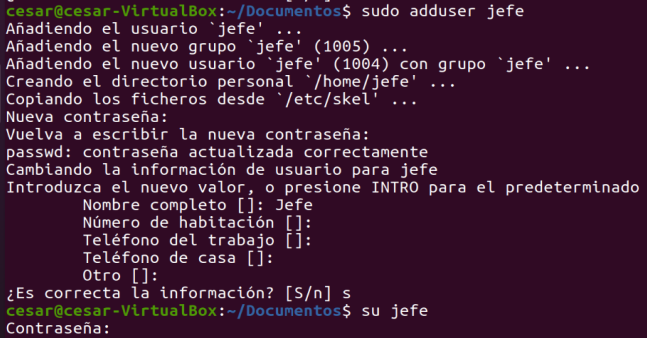 cesar@cesar-VirtualBox:~/Documentos$ sudo adduser jefe
Añadiendo el usuario `jefe' ...
Añadiendo el nuevo grupo `jefe' (1005) ...
Añadiendo el nuevo usuario `jefe' (1004) con grupo `jefe' ...
Creando el directorio personal `/home/jefe' ...
Copiando los ficheros desde `/etc/skel' ...
Nueva contraseña:
Vuelva a escribir la nueva contraseña:
passwd: contraseña actualizada correctamente
Cambiando la información de usuario para jefe
Introduzca el nuevo valor, o presione INTRO para el predeterminado
Nombre completo []: Jefe
Número de habitación []:
Teléfono del trabajo []:
Teléfono de casa []:
Otro []:
¿Es correcta la información? [S/n] s
cesar@cesar-VirtualBox:~/Documentos$ su jefe
Contraseña: